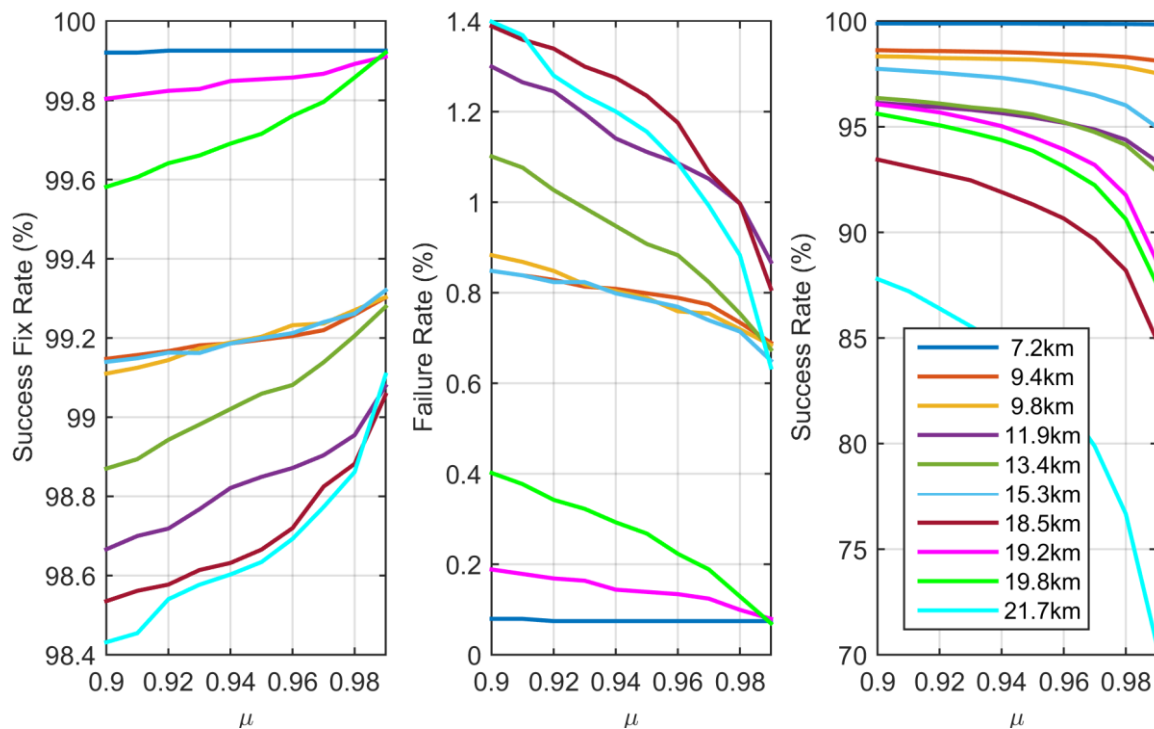 Success Fix Rate (%)
100
99.8
99.6
99.4
99.2
99
98.8
98.6
98.4
0.9 0.92 0.94 0.96 0.98
μ
Failure Rate (%)
1.4
1.2
1
0.8
0.6
0.4
0.2
0
0.9 0.92 0.94 0.96 0.98
μ
Success Rate (%)
100
95
90
85
80
75
70
0.9 0.92 0.94 0.96 0.98
μ
7.2km
9.4km
9.8km
11.9km
13.4km
15.3km
18.5km
19.2km
19.8km
21.7km